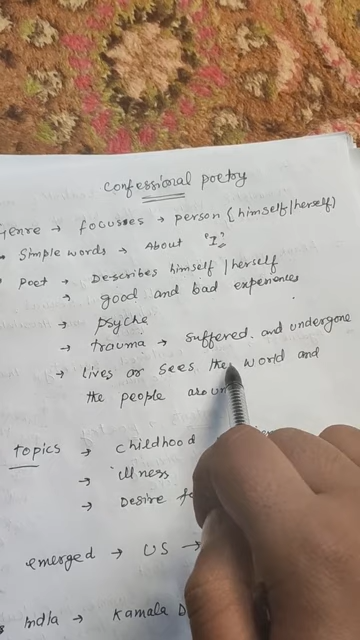 Confessional poetry
Genre → focusses → person (himself/herself)
Simple words → About 'I'
Poet → Describes himself / herself
→ good and bad experiences
→ psyche
→ trauma → suffered and undergone
→ lives or sees the world and
the people
Topics → childhood
→ illness
→ Desire
emerged → US →
India → Kamala D